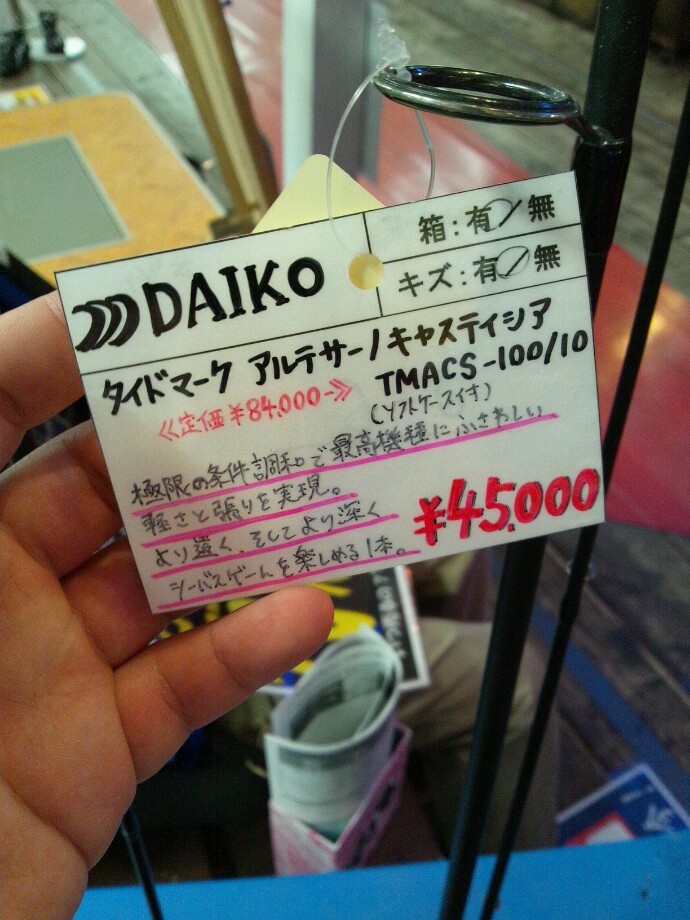 DAIKO
箱:有/無
キズ:有/無
タイドマーク アルテサーノ キャスティシア
TMACS-100/10
≪定価¥84.000-≫
(ソフトケース付)
極限の条件調和で最高機種にふさわしい
軽さと張りを実現。
より遠く、そしてより深く
シーバスゲームを楽しめる1本。
¥45.000